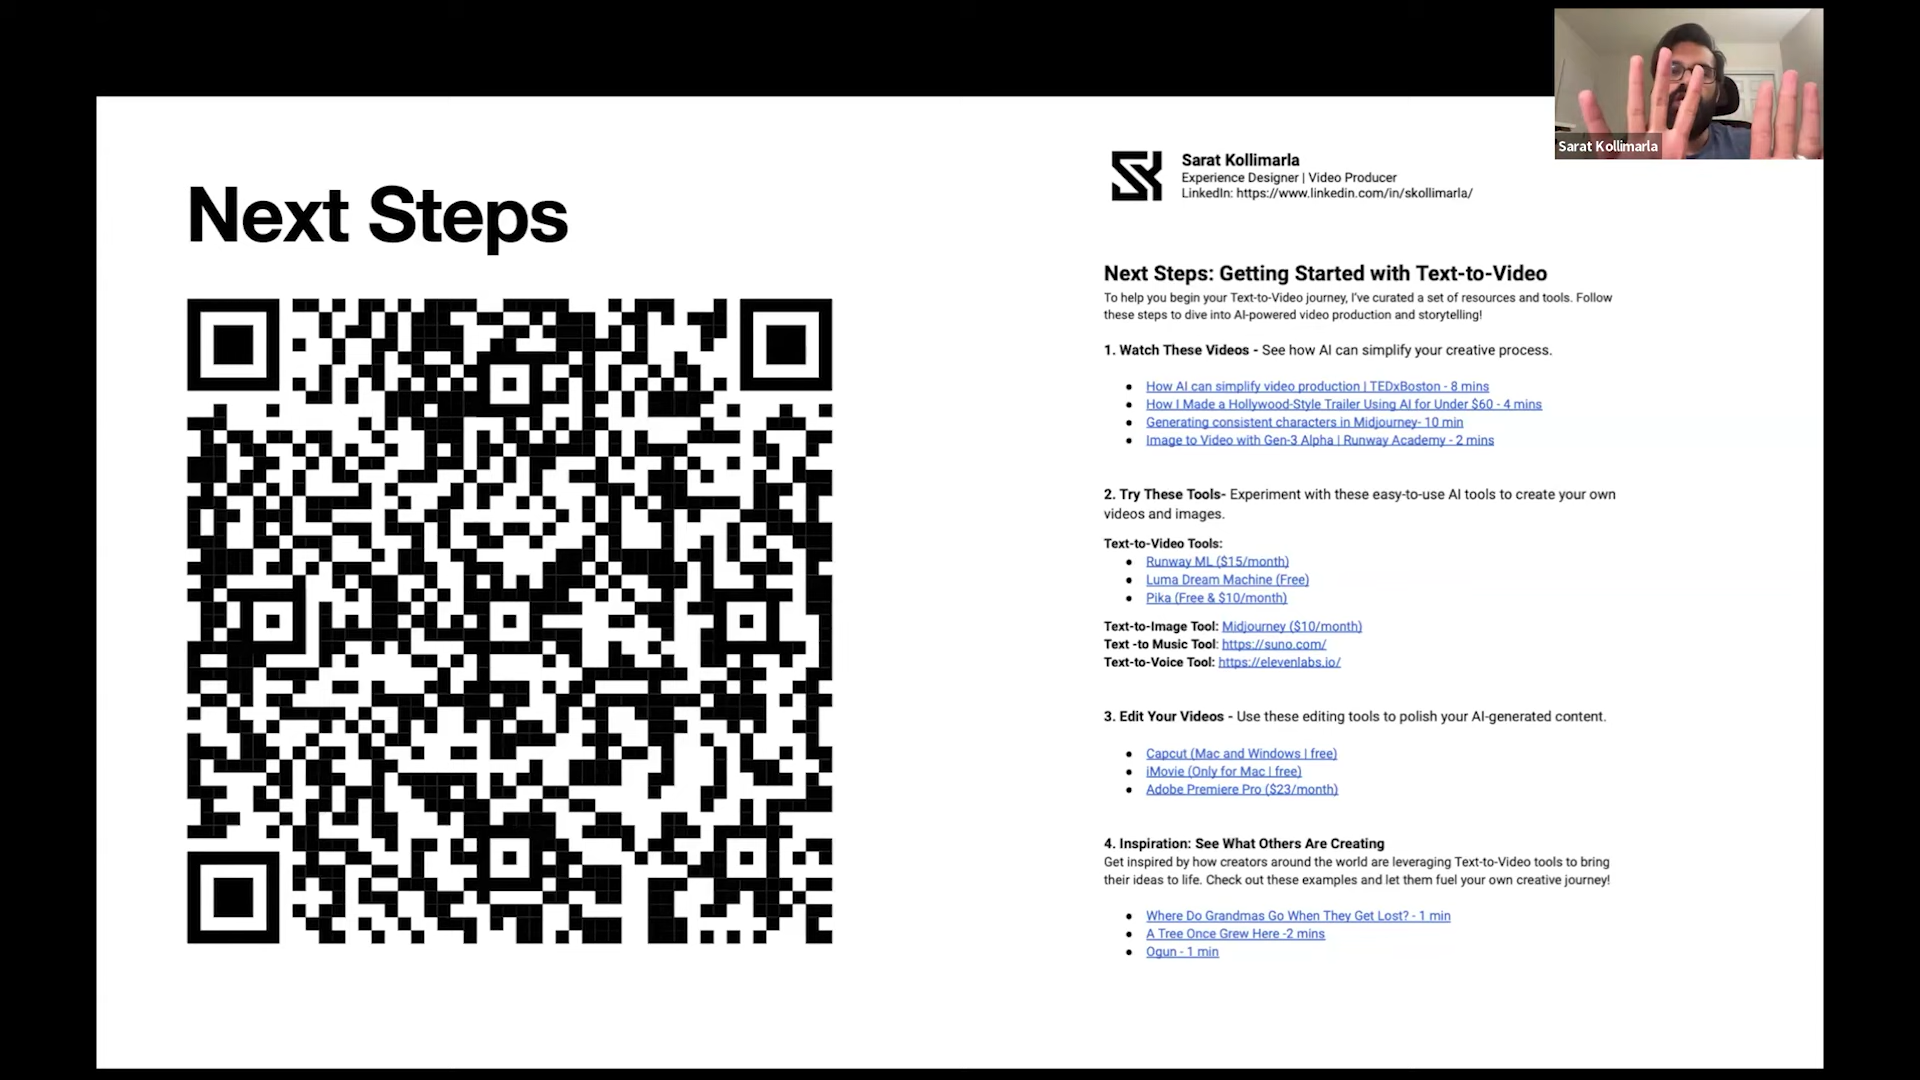 Sarat Kollimarla
Next Steps
Sarat Kollimarla
Experience Designer | Video Producer
LinkedIn: https://www.linkedin.com/in/skollimarla/
Next Steps: Getting Started with Text-to-Video
To help you begin your Text-to-Video journey, I've curated a set of resources and tools. Follow
these steps to dive into AI-powered video production and storytelling!
1. Watch These Videos - See how AI can simplify your creative process.
● How AI can simplify video production | TEDxBoston - 8 mins
● How I Made a Hollywood-Style Trailer Using AI for Under $60 - 4 mins
● Generating consistent characters in Midjourney- 10 min
● Image to Video with Gen-3 Alpha | Runway Academy - 2 mins
2. Try These Tools- Experiment with these easy-to-use AI tools to create your own
videos and images.
Text-to-Video Tools:
● Runway ML ($15/month)
● Luma Dream Machine (Free)
● Pika (Free & $10/month)
Text-to-Image Tool: Midjourney ($10/month)
Text -to Music Tool: https://suno.com/
Text-to-Voice Tool: https://elevenlabs.io/
3. Edit Your Videos - Use these editing tools to polish your AI-generated content.
● Capcut (Mac and Windows | free)
● iMovie (Only for Mac | free)
● Adobe Premiere Pro ($23/month)
4. Inspiration: See What Others Are Creating
Get inspired by how creators around the world are leveraging Text-to-Video tools to bring
their ideas to life. Check out these examples and let them fuel your own creative journey!
● Where Do Grandmas Go When They Get Lost? - 1 min
● A Tree Once Grew Here -2 mins
● Ogun - 1 min